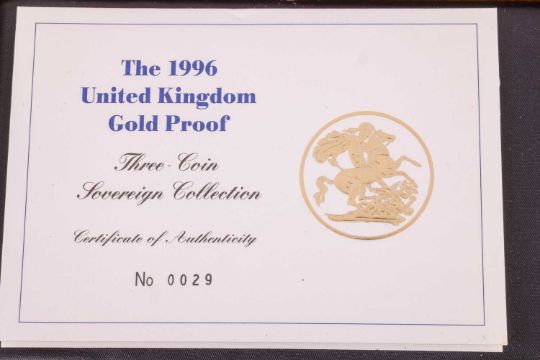 The 1996
United Kingdom
Gold Proof
Three-Coin
Sovereign Collection
Certificate of Authenticity
No 0029